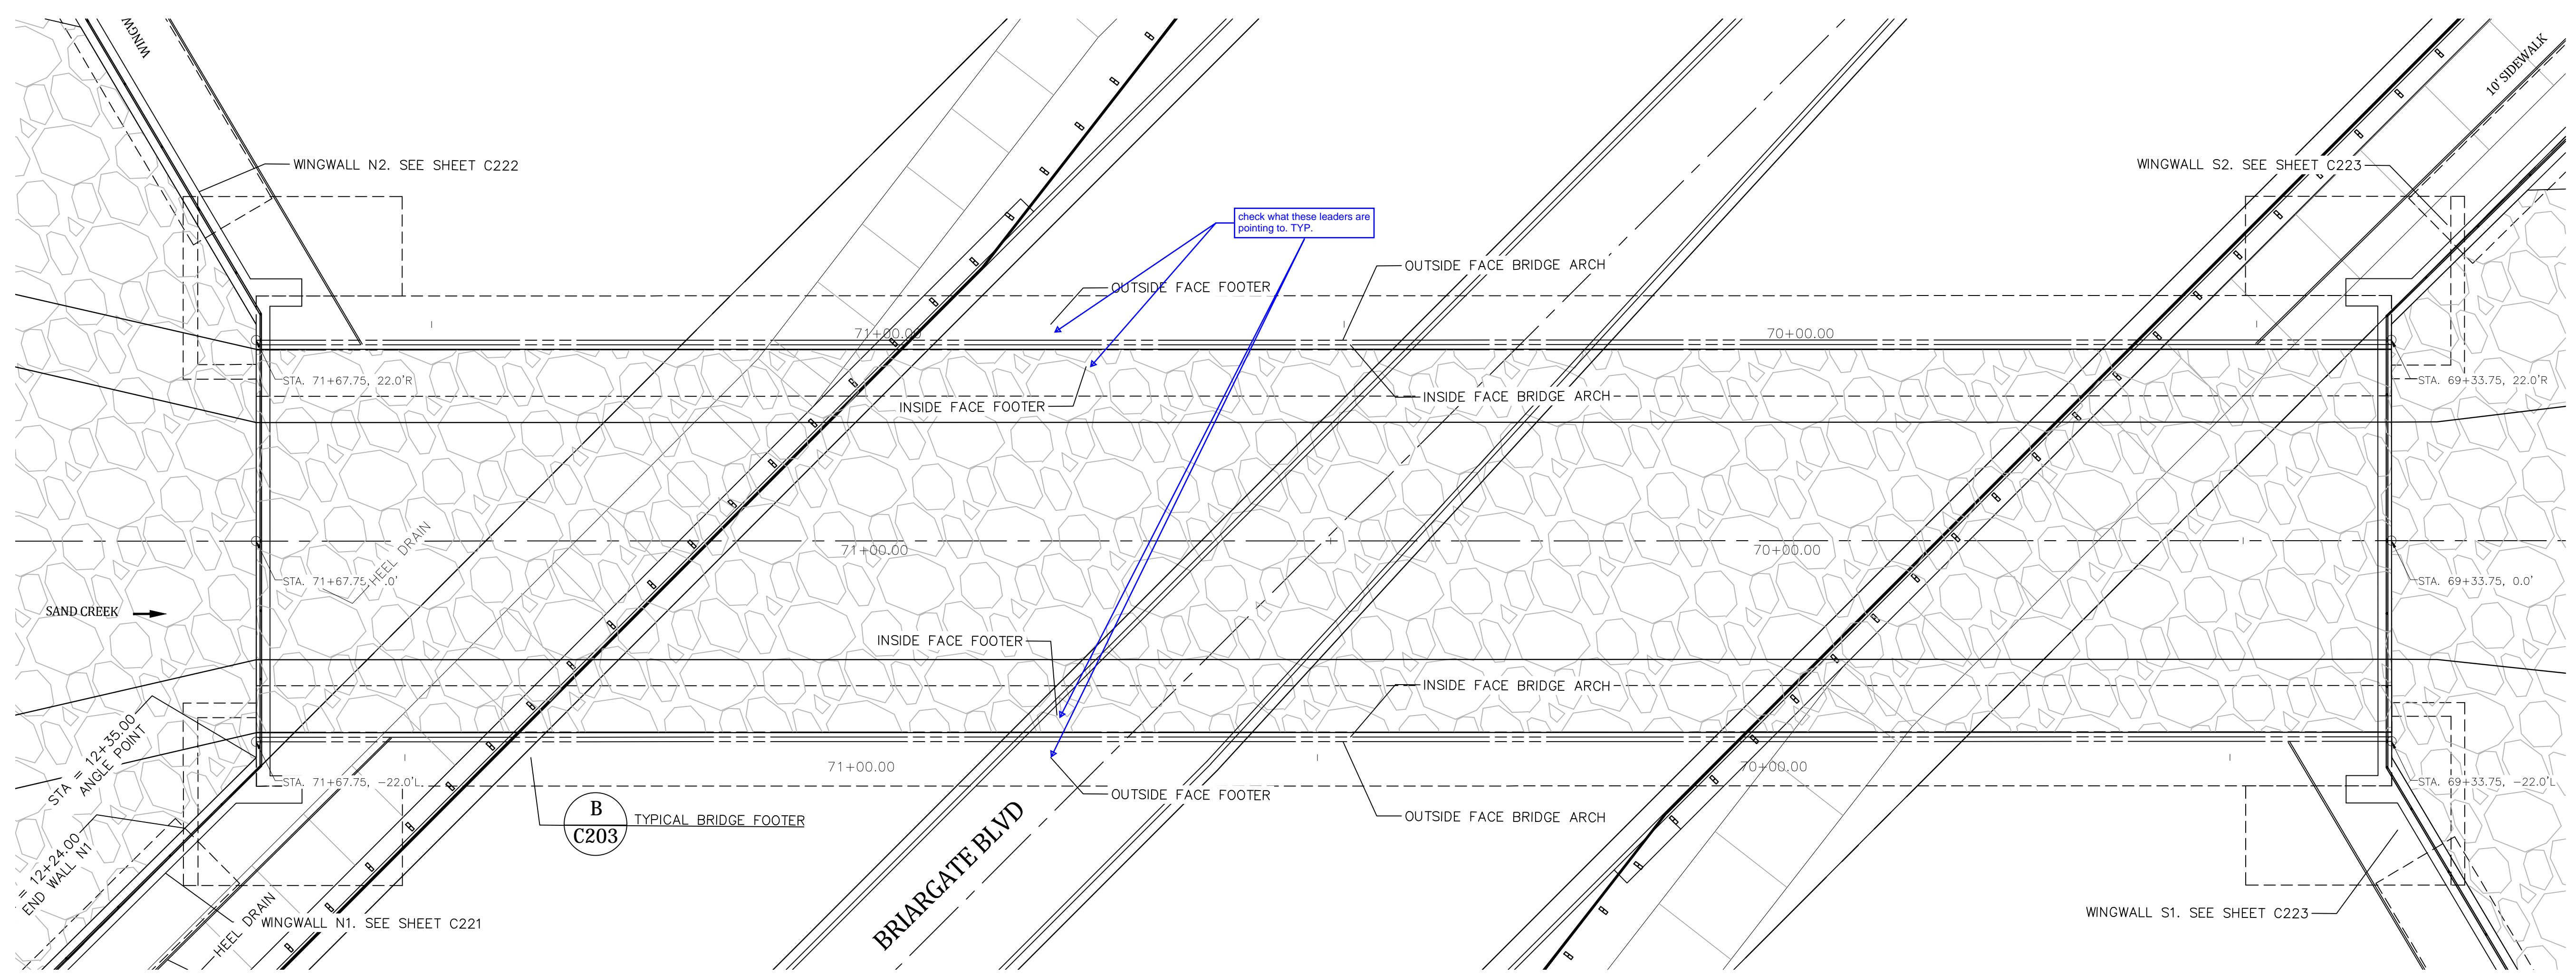 WINGW
10' SIDEWALK
WINGWALL N2. SEE SHEET C222
WINGWALL S2. SEE SHEET C223
check what these leaders are
pointing to. TYP.
OUTSIDE FACE BRIDGE ARCH
OUTSIDE FACE FOOTER
71+00.00
70+00.00
STA. 71+67.75, 22.0'R
STA. 69+33.75, 22.0'R
INSIDE FACE BRIDGE ARCH
INSIDE FACE FOOTER
HEEL DRAIN
71+00.00
70+00.00
STA. 71+67.75, .0'
STA. 69+33.75, 0.0'
SAND CREEK
INSIDE FACE FOOTER
INSIDE FACE BRIDGE ARCH
STA = 12+35.00
ANGLE POINT
71+00.00
70+00.00
STA. 71+67.75, -22.0'L
STA. 69+33.75, -22.0'L
OUTSIDE FACE FOOTER
OUTSIDE FACE BRIDGE ARCH
B
C203
TYPICAL BRIDGE FOOTER
BRIARGATE BLVD
= 12+24.00
END WALL N1
HEEL DRAIN
WINGWALL N1. SEE SHEET C221
WINGWALL S1. SEE SHEET C223